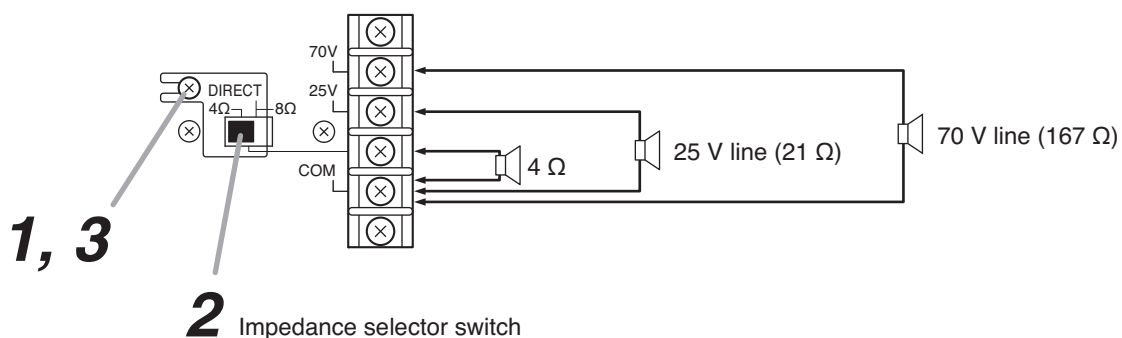 70V
DIRECT
25V
4Ω
8Ω
70 V line (167 Ω)
25 V line (21 Ω)
4 Ω
COM
1, 3
2 Impedance selector switch